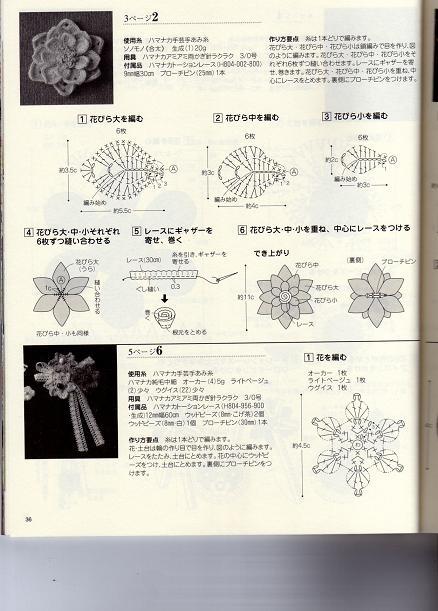 3ページ2
使用糸 ハマナカ手芸手あみ糸
ソノモノ《合太》 生成(1)20g
用具 ハマナカアミアミ両かぎ針ラクラク 3/0号
付属品 ハマナカトーションレース(H804-002-800)
9mm幅30cm ブローチピン(25mm)1本
作り方要点 糸は1本どりで編みます。
花びら大・花びら中・花びら小は鎖編みで目を作り、図
のように編みます。花びら大・花びら中・花びら小をそ
れぞれ6枚ずつ縫い合わせます。レースにギャザーを
寄せ、巻きます。花びら大・花びら中・花びら小を重ね、中
心にレースをとめます。裏側にブローチピンをつけます。
1 花びら大を編む
6枚
約3.5c
編み始め
約5.5c
A
1 2 3
2 花びら中を編む
6枚
約3c
編み始め
約4c
A
1 2
3 花びら小を編む
6枚
約2c
編み始め
約3c
A
1
4 花びら大・中・小それぞれ
6枚ずつ縫い合わせる
花びら大
(うら)
1c
A
縫い合わせる
花びら中・小も同様
5 レースにギャザーを
寄せ、巻く
レース(30cm)
糸を引き、ギャザーを
寄せる
ぐし縫い
0.3
巻く
根元をとめる
6 花びら大・中・小を重ね、中心にレースをつける
でき上がり
花びら中
花びら大
花びら小
レース
約11c
(裏側)
ブローチピン
5ページ6
使用糸 ハマナカ手芸手あみ糸
ハマナカ純毛中細 オーカー(4)5g ライトベージュ
(2)少々 ウグイス(22)少々
用具 ハマナカアミアミ両かぎ針ラクラク 3/0号
付属品 ハマナカトーションレース(H804-956-900
・生成)12mm幅60cm ウッドビーズ(8mm・こげ茶)2個
ウッドビーズ(8mm・白)1個 ブローチピン(30mm)1本
作り方要点 糸は1本どりで編みます。
花・土台は輪の作り目で目を作り、図のように編みます。
レースをたたみ、土台にとめます。花の中心にウッドビ
ーズをつけ、土台にとめます。裏側にブローチピンをつ
けます。
1 花を編む
オーカー 1枚
ライトベージュ 1枚
ウグイス 1枚
約4.5c
36